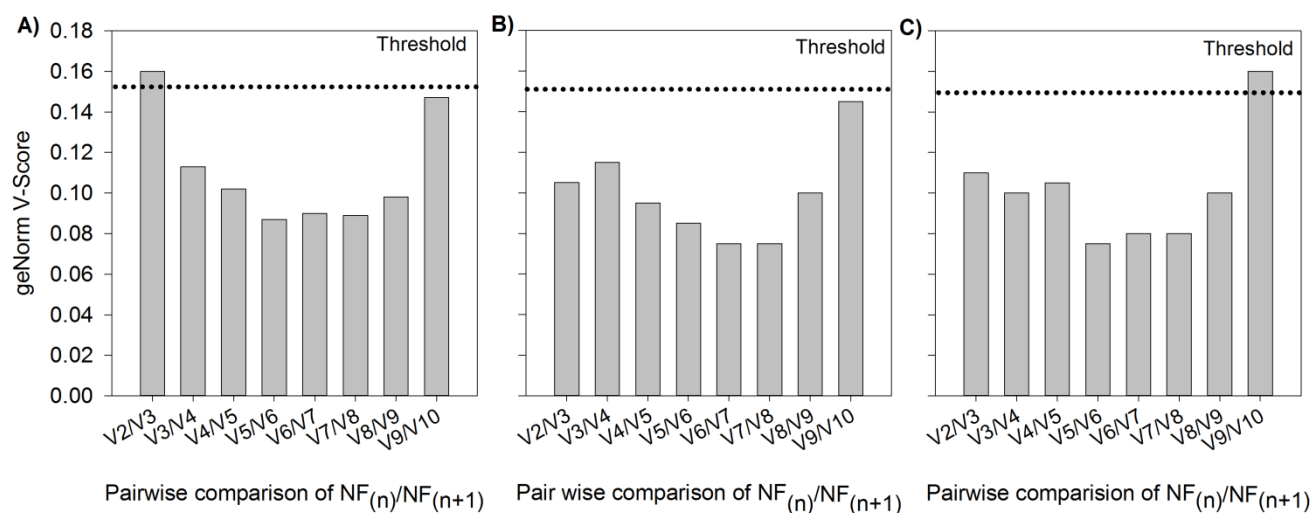 A)
B)
C)
geNorm V-Score
0.18
0.16
0.14
0.12
0.10
0.08
0.06
0.04
0.02
0.00
Threshold
Threshold
Threshold
V2/V3 V3/V4 V4/V5 V5/V6 V6/V7 V7/V8 V8/V9 V9/V10
V2/V3 V3/V4 V4/V5 V5/V6 V6/V7 V7/V8 V8/V9 V9/V10
V2/V3 V3/V4 V4/V5 V5/V6 V6/V7 V7/V8 V8/V9 V9/V10
Pairwise comparison of NF(n)/NF(n+1)
Pair wise comparison of NF(n)/NF(n+1)
Pairwise comparision of NF(n)/NF(n+1)